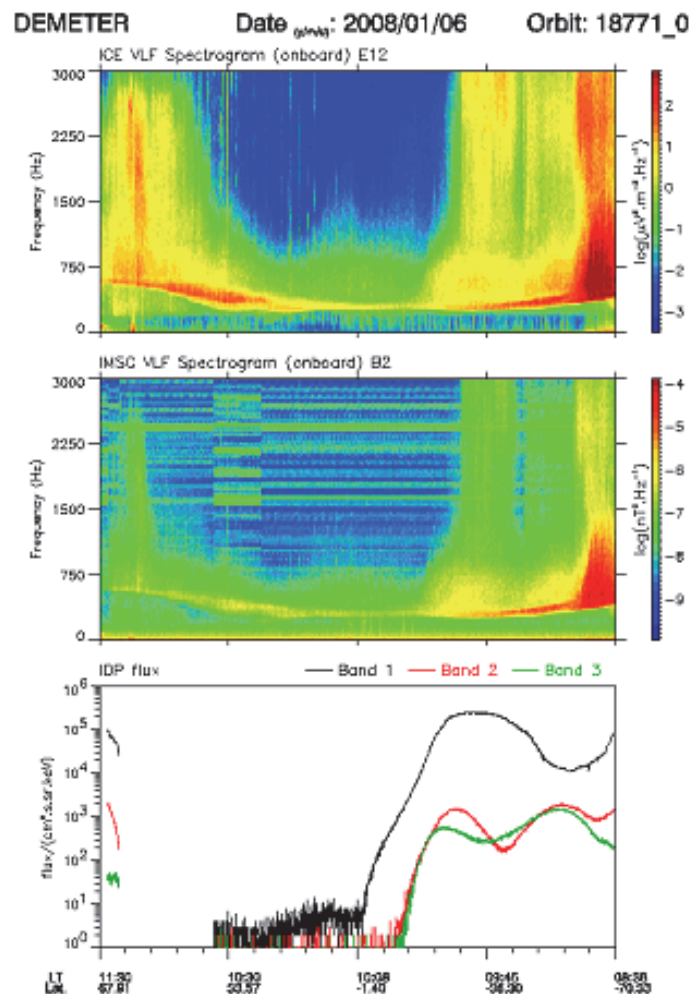 DEMETER Date (y/m/d): 2008/01/06 Orbit: 18771_0
ICE VLF Spectrogram (onboard) E12
3000
2250
1500
750
0
Frequency (Hz)
2
1
0
-1
-2
-3
log(μV².m⁻².Hz⁻¹)
IMSC VLF Spectrogram (onboard) B2
3000
2250
1500
750
0
Frequency (Hz)
-4
-5
-6
-7
-8
-9
log(nT².Hz⁻¹)
IDP flux Band 1 Band 2 Band 3
10⁶
10⁵
10⁴
10³
10²
10¹
10⁰
flux/(cm².s.sr.keV)
LT 11:30 10:30 10:08 09:45 08:38
Lat. 67.91 33.57 -1.40 -36.30 -70.33